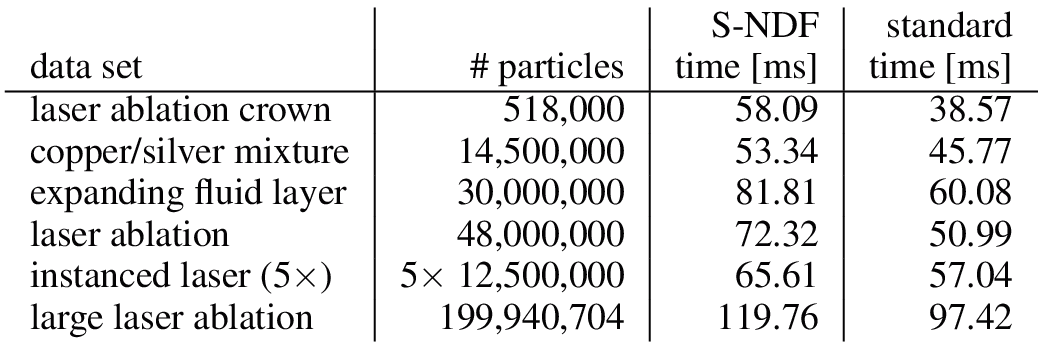 S-NDF standard
data set # particles time [ms] time [ms]
laser ablation crown 518,000 58.09 38.57
copper/silver mixture 14,500,000 53.34 45.77
expanding fluid layer 30,000,000 81.81 60.08
laser ablation 48,000,000 72.32 50.99
instanced laser (5×) 5× 12,500,000 65.61 57.04
large laser ablation 199,940,704 119.76 97.42